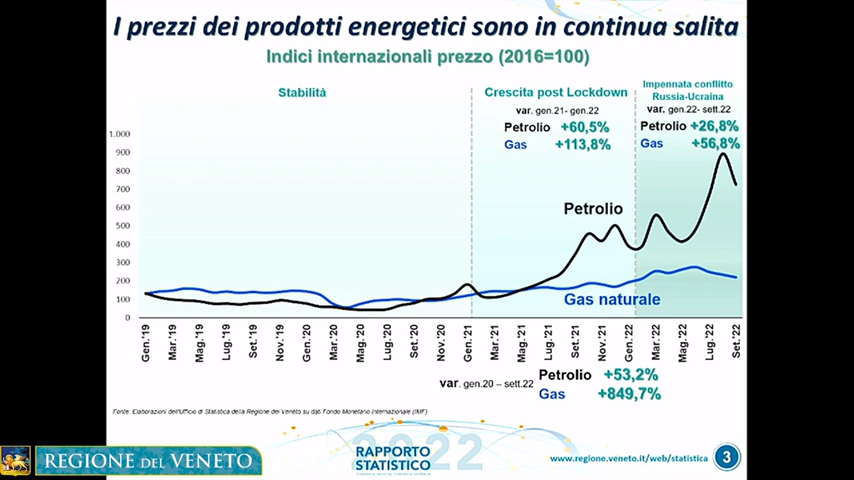 I prezzi dei prodotti energetici sono in continua salita
Indici internazionali prezzo (2016=100)
Stabilità
Crescita post Lockdown
var. gen.21- gen.22
Petrolio +60,5%
Gas +113,8%
Impennata conflitto
Russia-Ucraina
var. gen.22- sett.22
Petrolio +26,8%
Gas +56,8%
1.000
900
800
700
600
500
400
300
200
100
0
Petrolio
Gas naturale
Gen.'19
Mar.'19
Mag.'19
Lug.'19
Set.'19
Nov.'19
Gen.'20
Mar.'20
Mag.'20
Lug.'20
Set.'20
Nov.'20
Gen.'21
Mar.'21
Mag.'21
Lug.'21
Set.'21
Nov.'21
Gen.'22
Mar.'22
Mag.'22
Lug.'22
Set.'22
var. gen.20 – sett.22
Petrolio +53,2%
Gas +849,7%
Fonte. Elaborazioni dell'Ufficio di Statistica della Regione del Veneto su dati Fondo Monetario Internazionale (IMF)
REGIONE DEL VENETO
2022
RAPPORTO
STATISTICO
www.regione.veneto.it/web/statistica
3